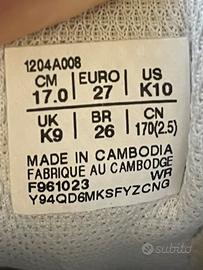 1204A008
CM EURO US
17.0 27 K10
UK BR CN
K9 26 170(2.5)
MADE IN CAMBODIA
FABRIQUE AU CAMBODGE
F961023 WR
Y94QD6MKSFYZCNG
subito